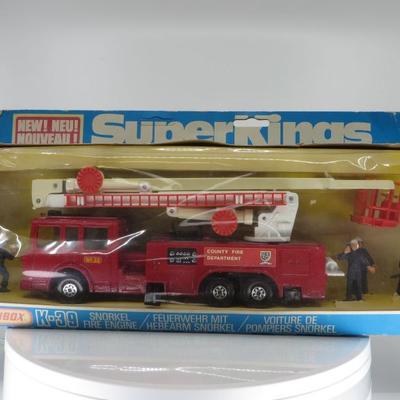 NEW! NEU!
NOUVEAU!
SuperKings
COUNTY FIRE
DEPARTMENT
BOX
K-39
SNORKEL
FIRE ENGINE
FEUERWEHR MIT
HEBEARM SNORKEL
VOITURE DE
POMPIERS SNORKEL